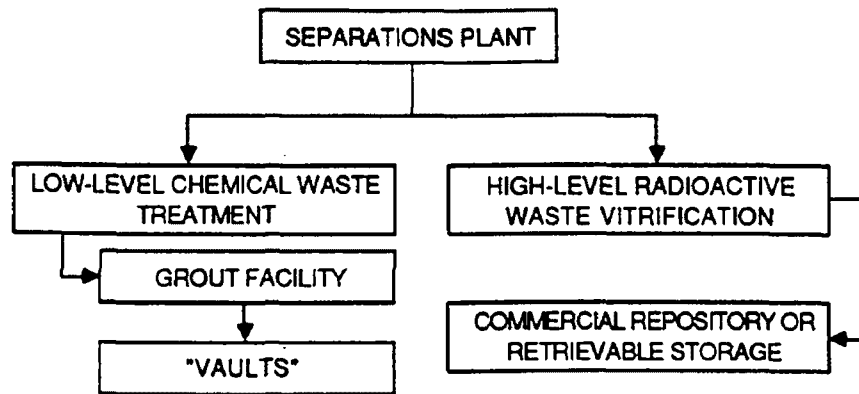 SEPARATIONS PLANT
LOW-LEVEL CHEMICAL WASTE
TREATMENT
HIGH-LEVEL RADIOACTIVE
WASTE VITRIFICATION
GROUT FACILITY
COMMERCIAL REPOSITORY OR
RETRIEVABLE STORAGE
"VAULTS"